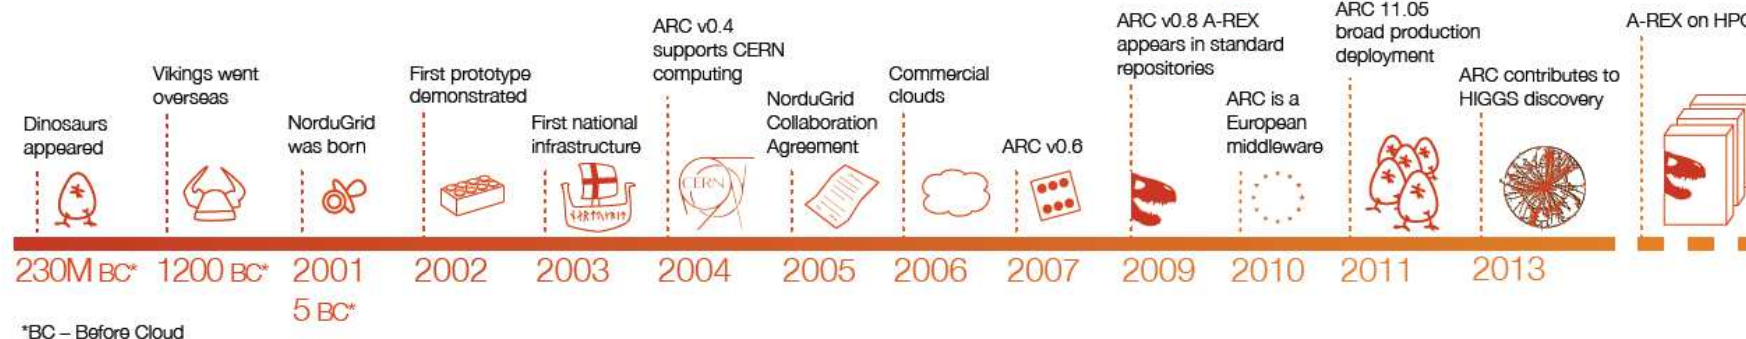 Dinosaurs
appeared
Vikings went
overseas
NorduGrid
was born
First prototype
demonstrated
First national
infrastructure
ARC v0.4
supports CERN
computing
CERN
NorduGrid
Collaboration
Agreement
Commercial
clouds
ARC v0.6
ARC v0.8 A-REX
appears in standard
repositories
ARC is a
European
middleware
ARC 11.05
broad production
deployment
ARC contributes to
HIGGS discovery
A-REX on HPC
230M BC*
1200 BC*
2001
5 BC*
2002
2003
2004
2005
2006
2007
2009
2010
2011
2013
*BC – Before Cloud